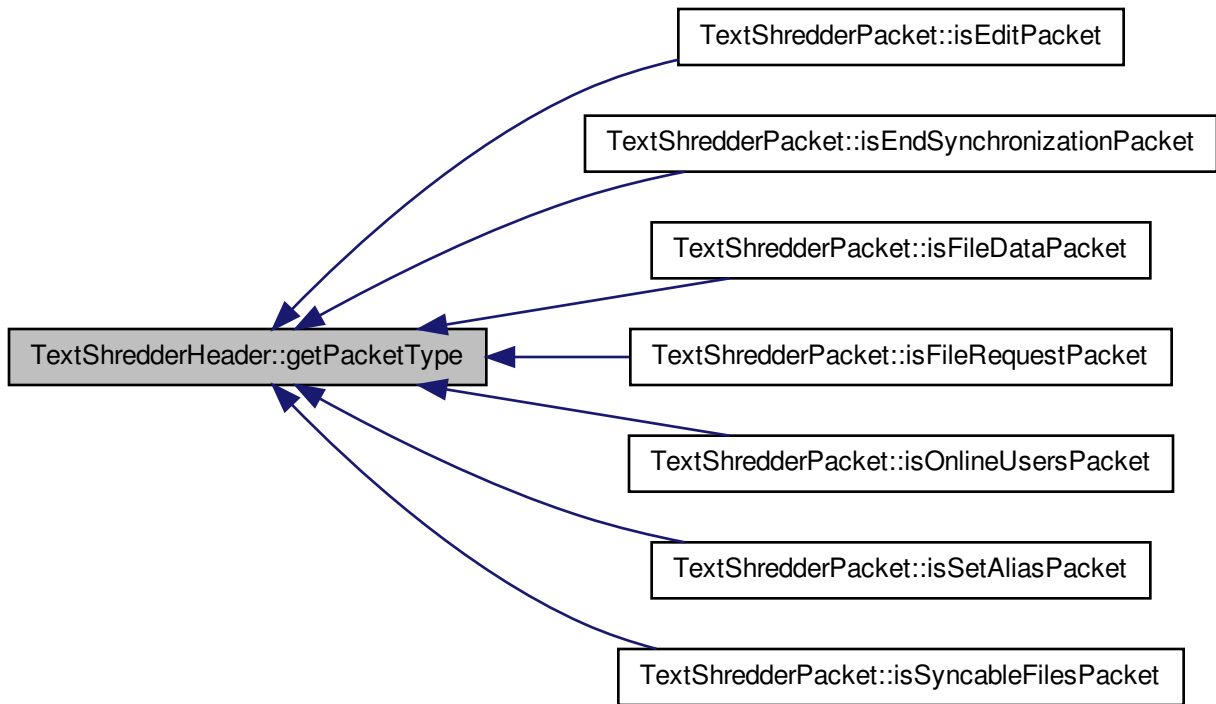 TextShredderPacket::isEditPacket
TextShredderPacket::isEndSynchronizationPacket
TextShredderPacket::isFileDataPacket
TextShredderHeader::getPacketType
TextShredderPacket::isFileRequestPacket
TextShredderPacket::isOnlineUsersPacket
TextShredderPacket::isSetAliasPacket
TextShredderPacket::isSyncableFilesPacket